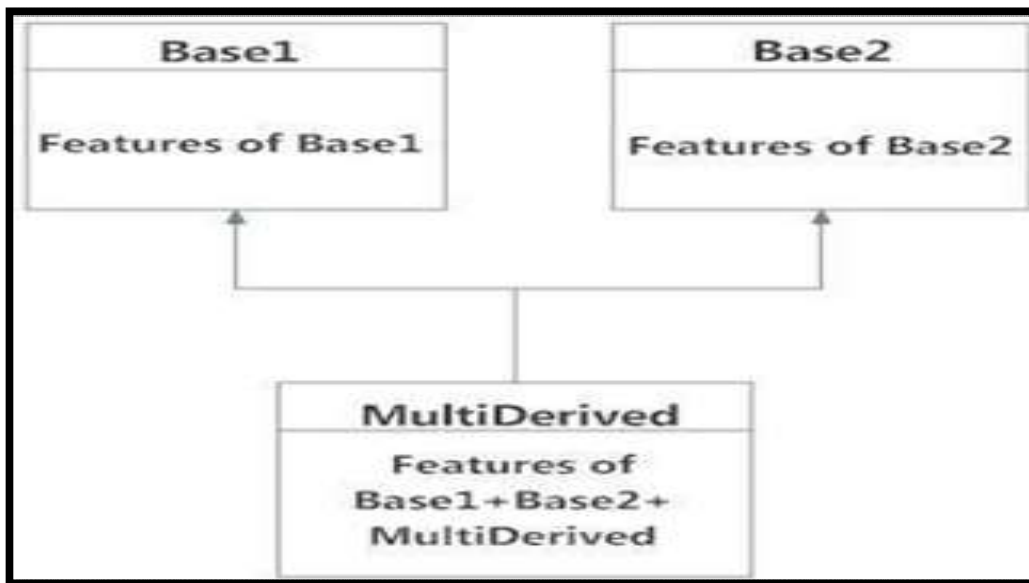 Base1
Features of Base1
Base2
Features of Base2
MultiDerived
Features of
Base1+Base2+
MultiDerived